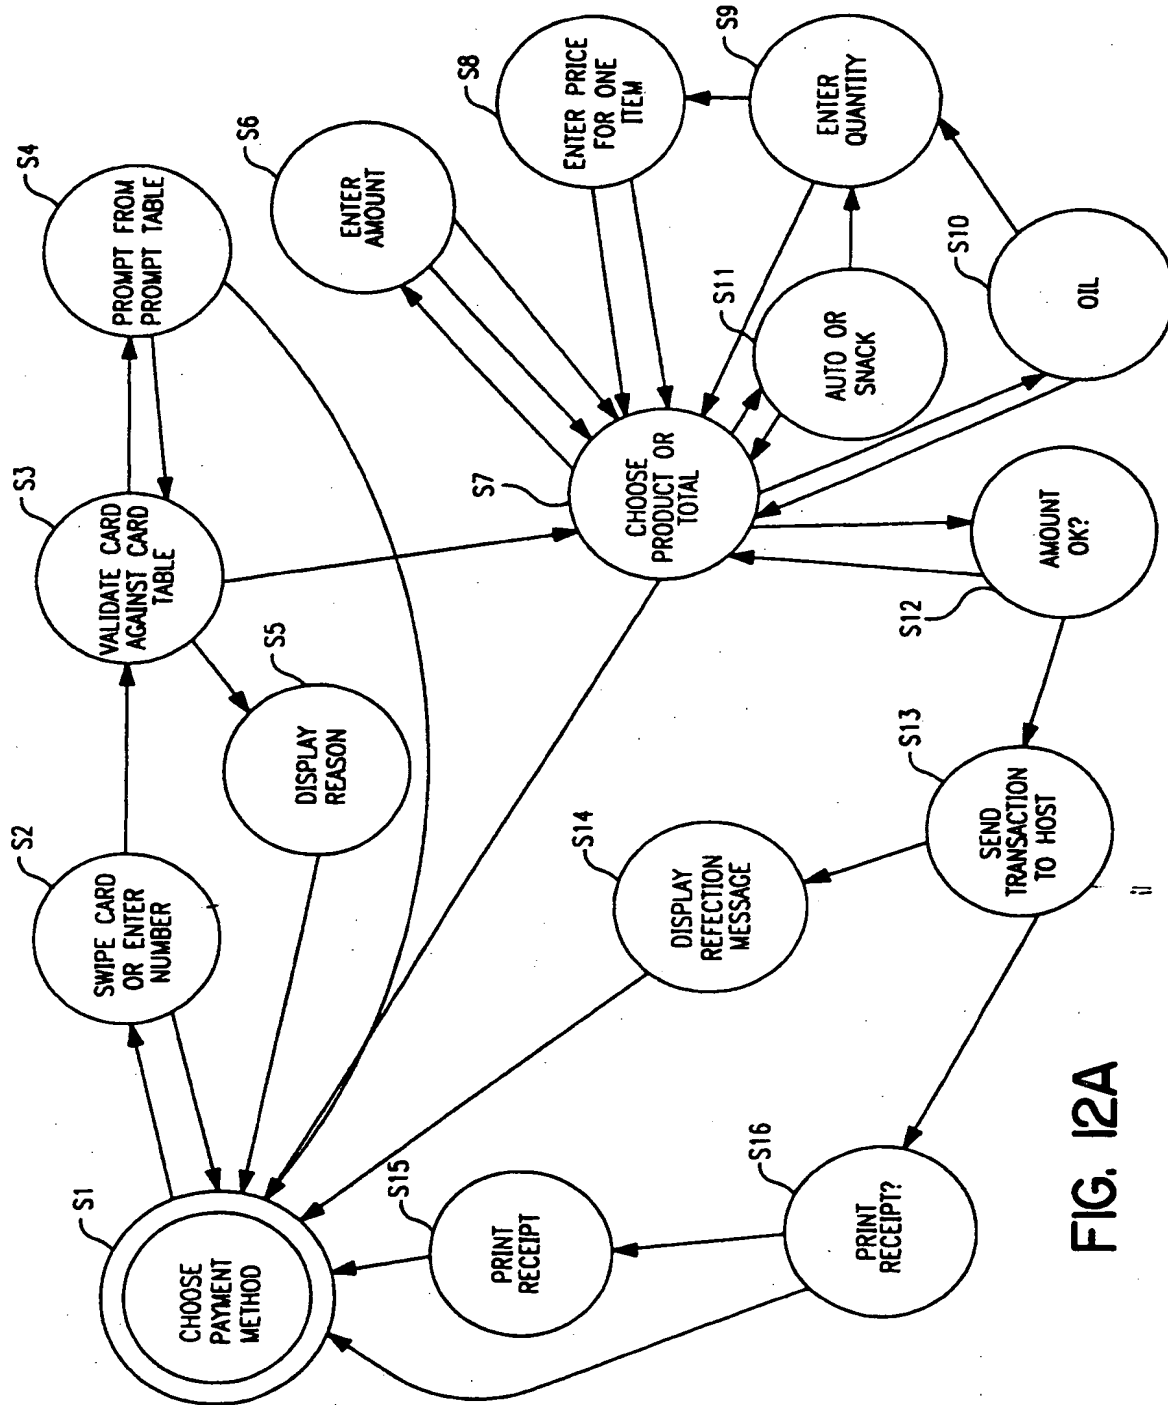 S1
CHOOSE
PAYMENT
METHOD
S2
SWIPE CARD
OR ENTER
NUMBER
S3
VALIDATE CARD
AGAINST CARD
TABLE
S4
PROMPT FROM
PROMPT TABLE
S5
DISPLAY
REASON
S6
ENTER
AMOUNT
S7
CHOOSE
PRODUCT OR
TOTAL
S8
ENTER PRICE
FOR ONE
ITEM
S9
ENTER
QUANTITY
S10
OIL
S11
AUTO OR
SNACK
S12
AMOUNT
OK?
S13
SEND
TRANSACTION
TO HOST
S14
DISPLAY
REFECTION
MESSAGE
S15
PRINT
RECEIPT
S16
PRINT
RECEIPT?
FIG. 12A